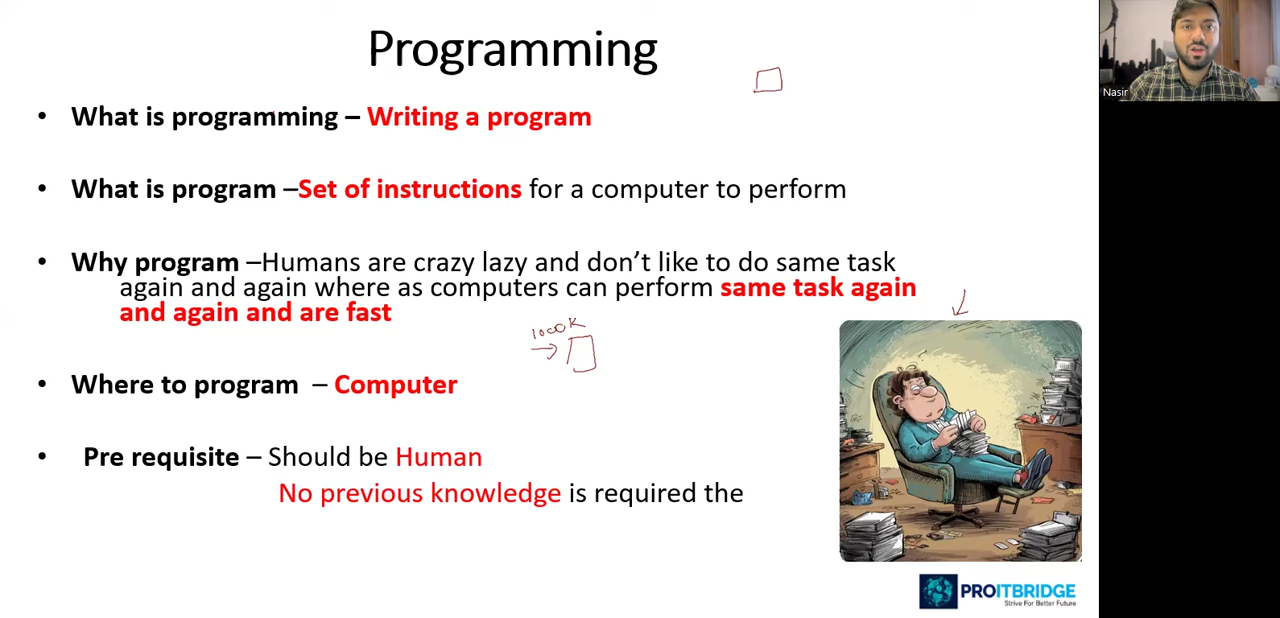 Programming
• What is programming – Writing a program
• What is program –Set of instructions for a computer to perform
• Why program –Humans are crazy lazy and don't like to do same task
again and again where as computers can perform same task again
and again and are fast
1000K
• Where to program – Computer
• Pre requisite – Should be Human
No previous knowledge is required the
PROITBRIDGE
Strive For Better Future
Nasir